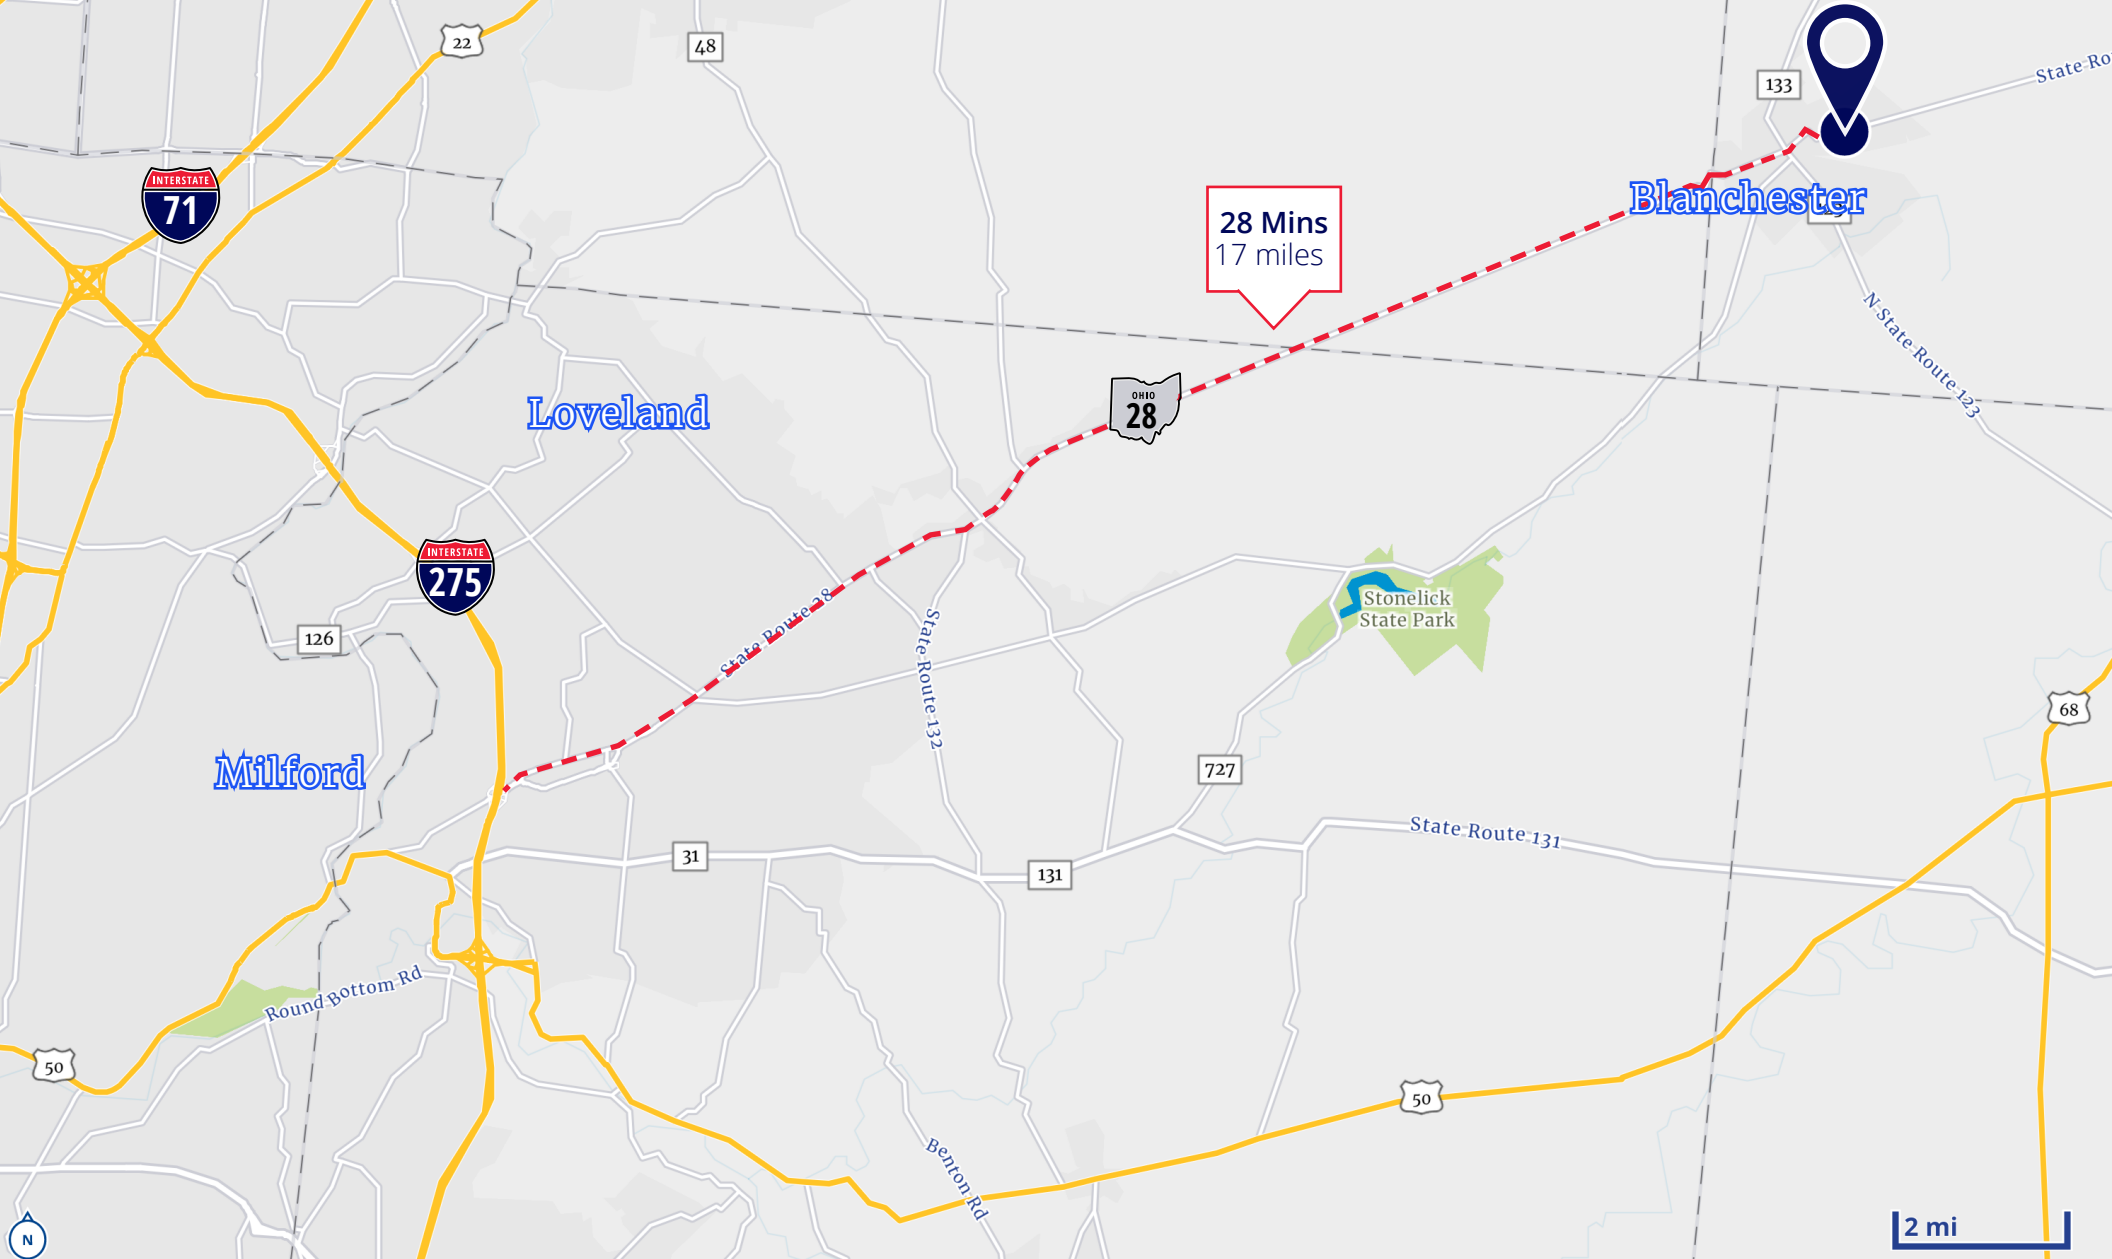 22
48
State Ro
133
INTERSTATE
71
Blanchester
123
28 Mins
17 miles
N State Route 123
OHIO
28
Loveland
INTERSTATE
275
Stonelick
State Park
State Route 28
126
State Route 132
68
Milford
727
State Route 131
31
131
Round Bottom Rd
50
50
Benton Rd
2 mi
N